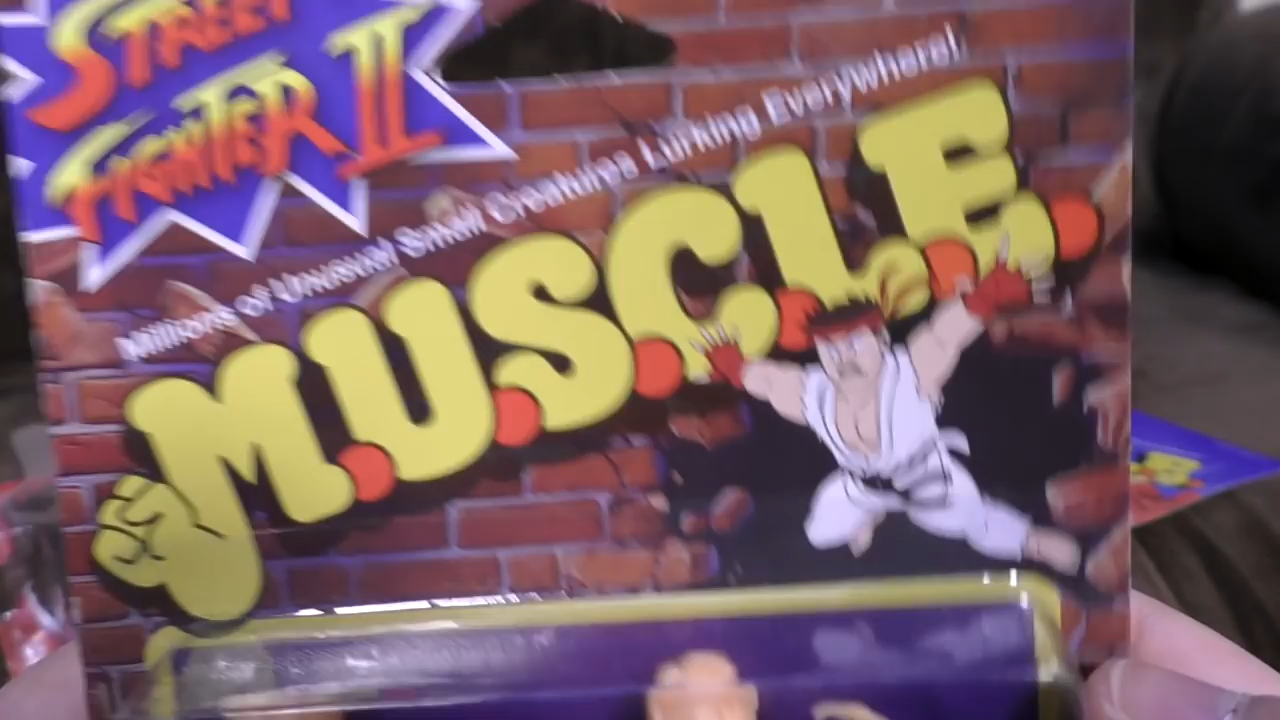 STREET
FIGHTER II
Millions of Unusual Small Creatures Lurking Everywhere!
M.U.S.C.L.E.